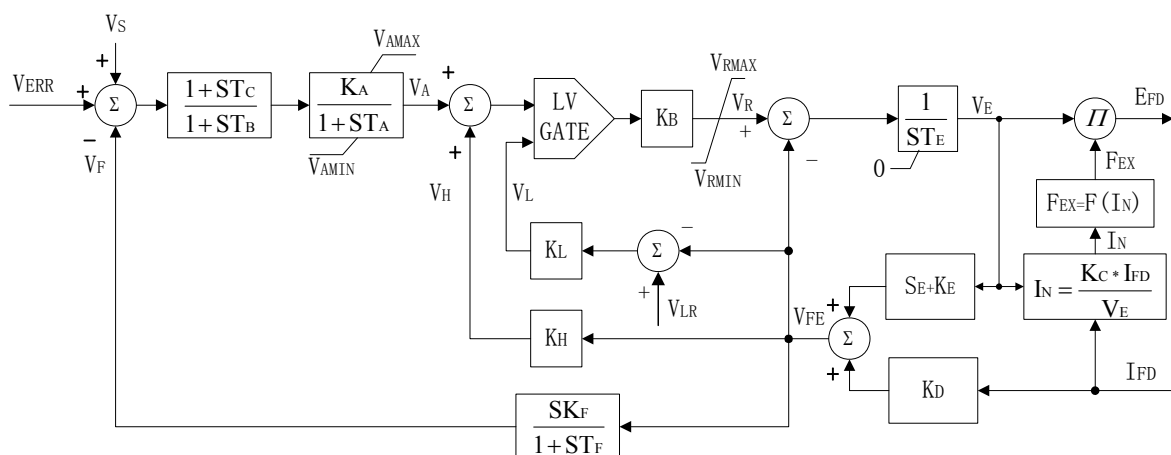 VS
VERR
+
+
Σ
−
VF
1+STC
1+STB
VAMAX
KA
1+STA
VAMIN
VA
+
Σ
+
VH
VL
LV
GATE
KB
VRMAX
VR
VRMIN
+
Σ
−
1
STE
0
VE
Π
EFD
FEX
FEX=F(IN)
IN
IN = KC * IFD
VE
KL
Σ
−
+
VLR
KH
VFE
+
Σ
+
SE+KE
KD
IFD
SKF
1+STF